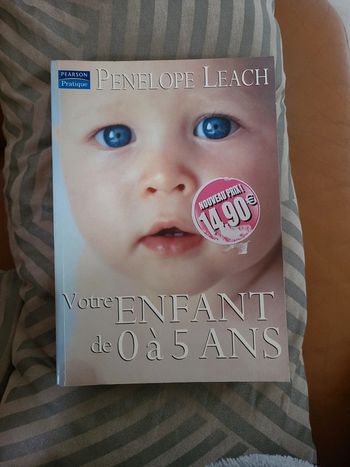 PEARSON
Pratique
PENELOPE LEACH
NOUVEAU PRIX !
14,90€
Votre ENFANT
de 0 à 5 ANS